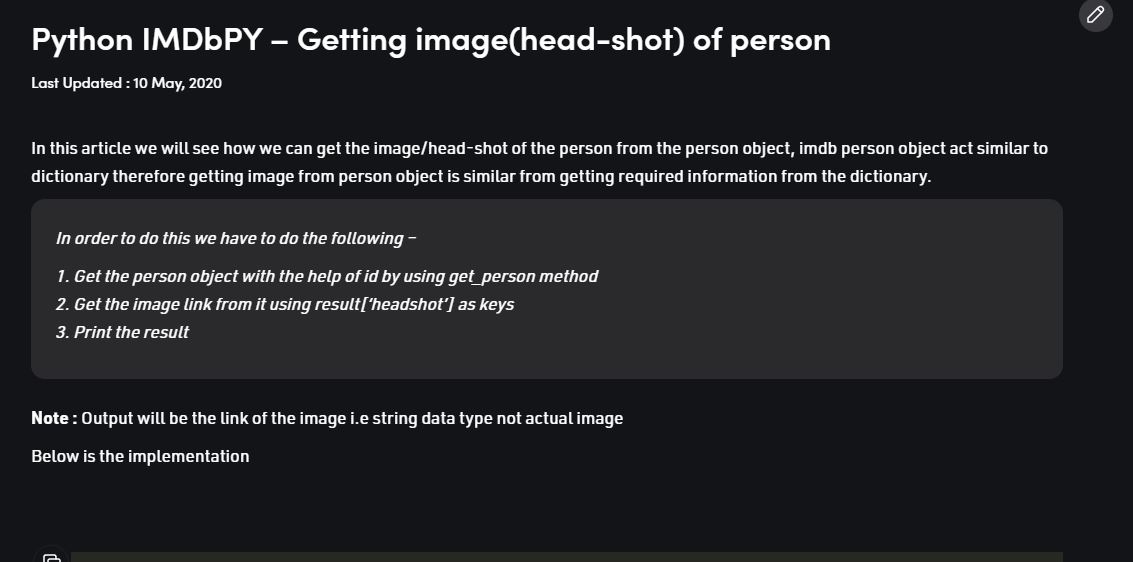 Python IMDbPY – Getting image(head-shot) of person
Last Updated : 10 May, 2020
In this article we will see how we can get the image/head-shot of the person from the person object, imdb person object act similar to
dictionary therefore getting image from person object is similar from getting required information from the dictionary.
In order to do this we have to do the following –
1. Get the person object with the help of id by using get_person method
2. Get the image link from it using result[‘headshot’] as keys
3. Print the result
Note : Output will be the link of the image i.e string data type not actual image
Below is the implementation